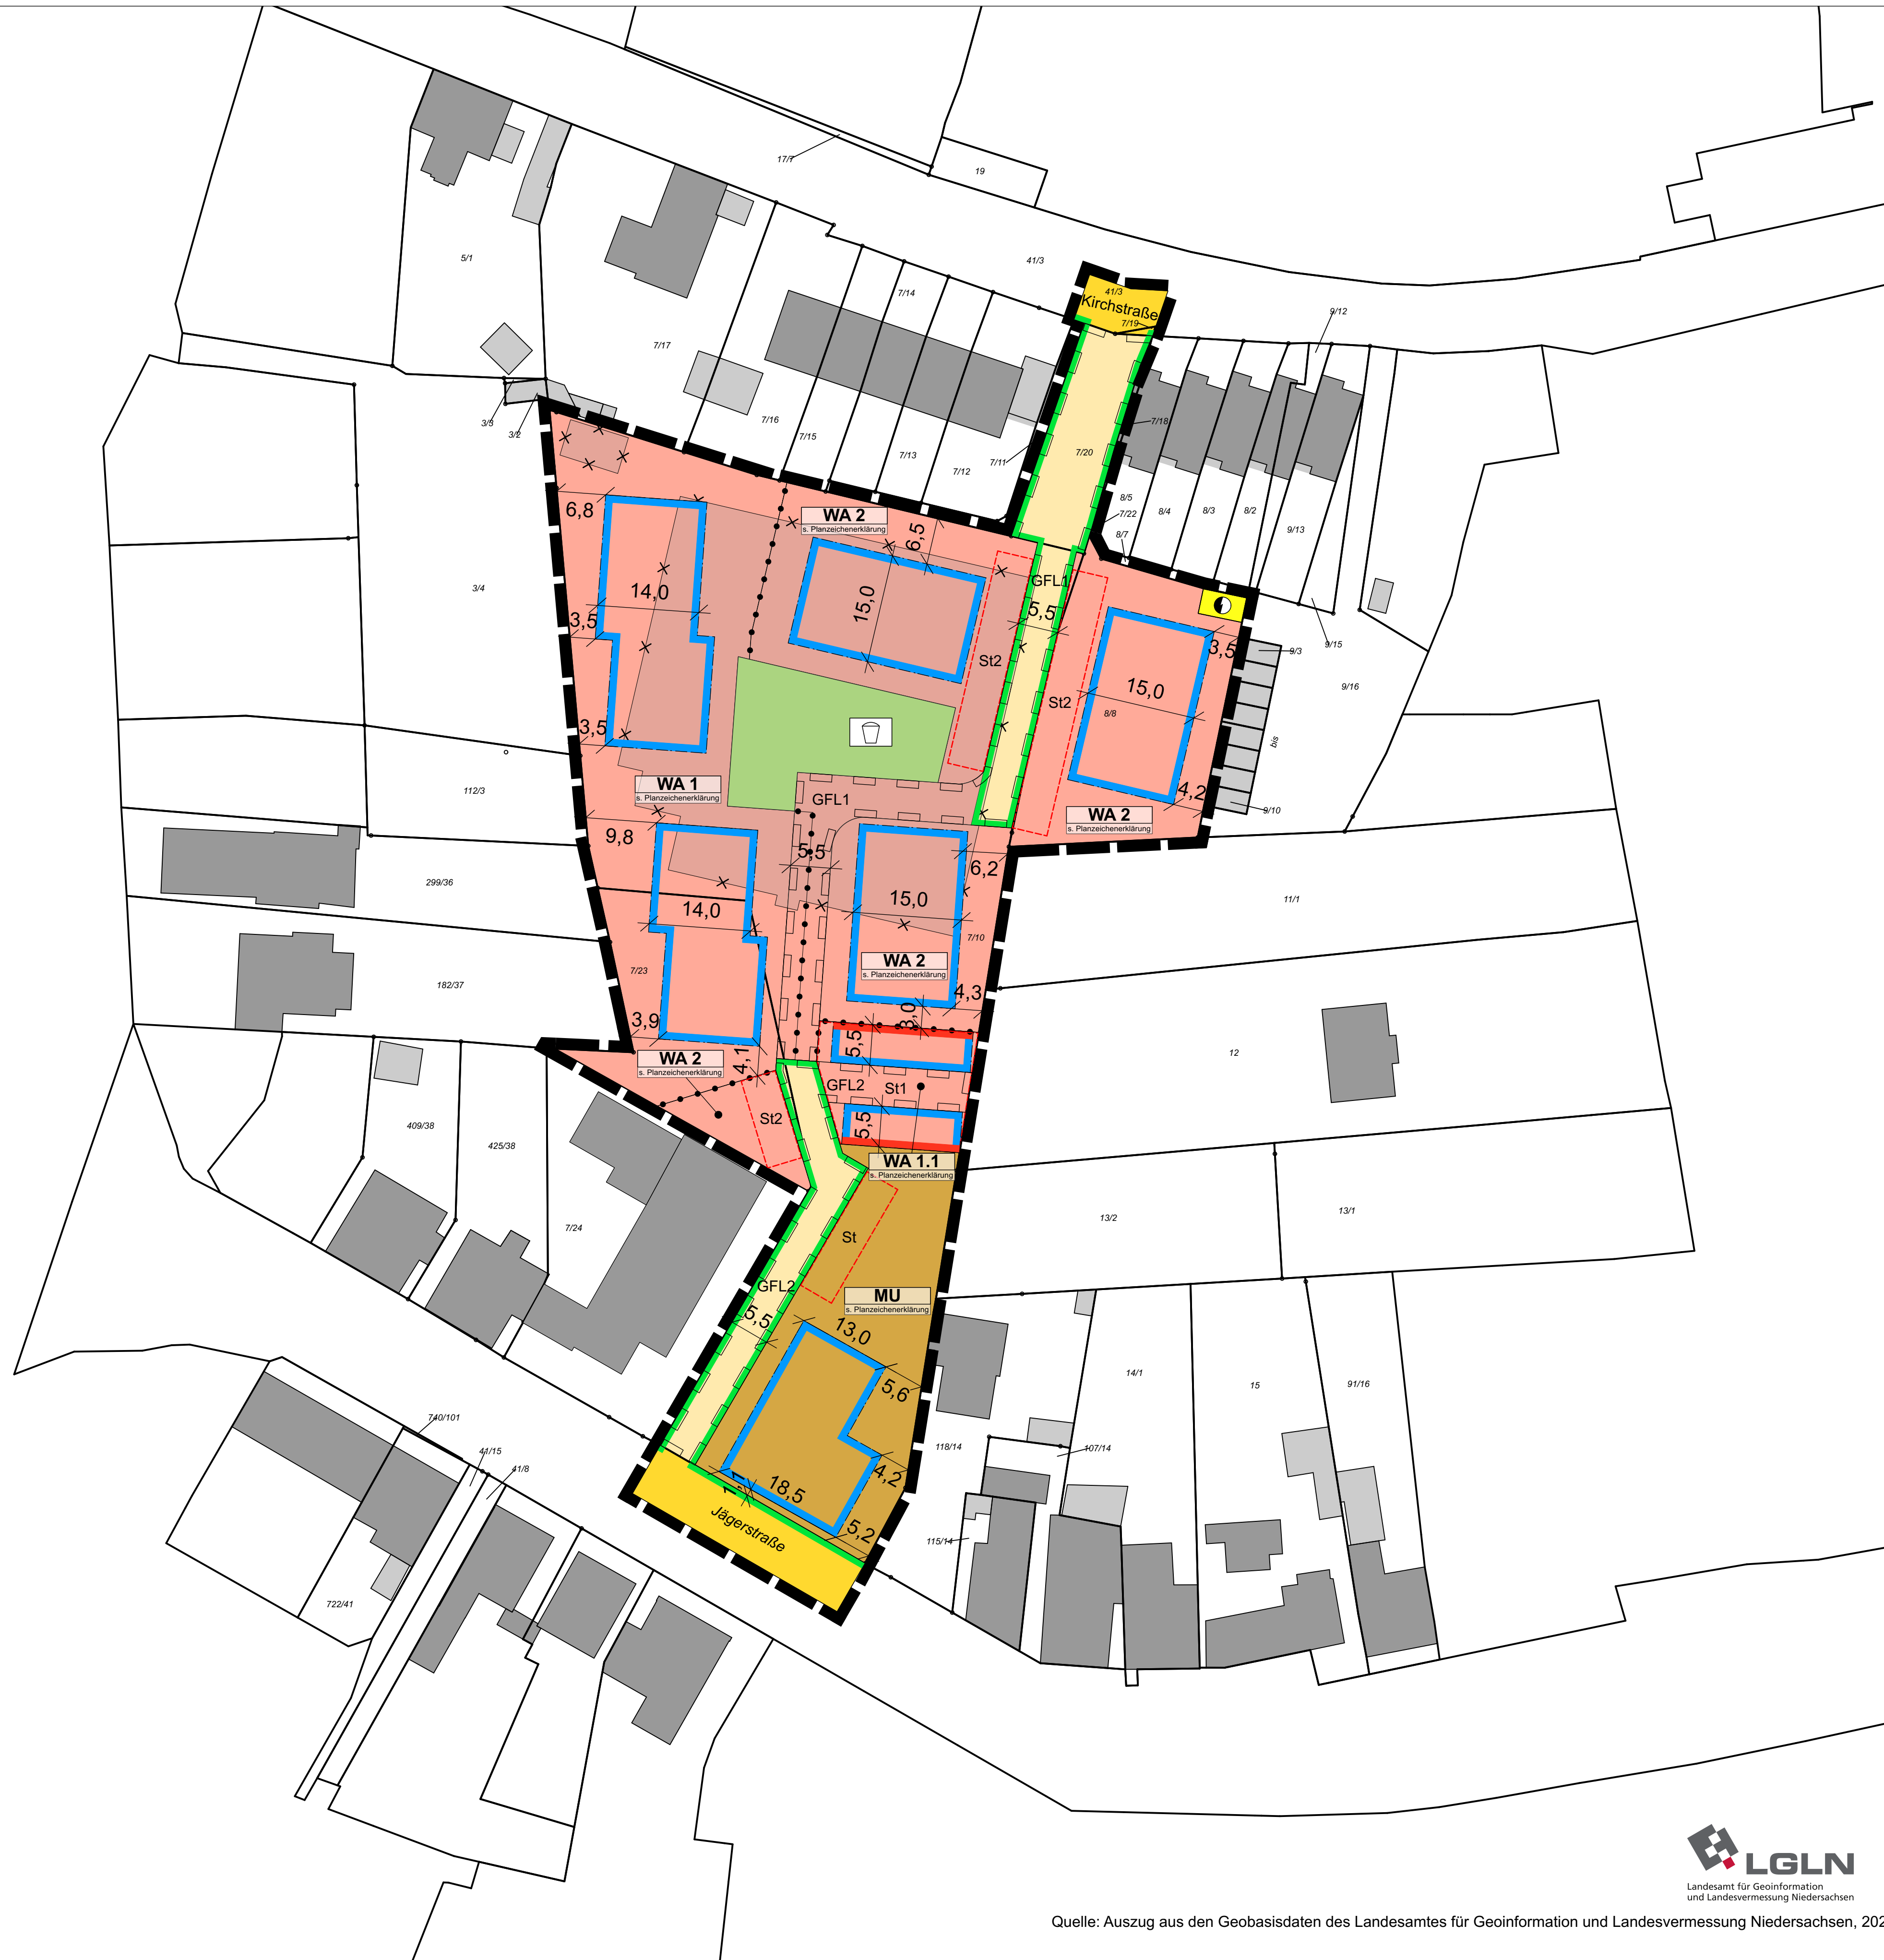 17/7
19
5/1
41/3
7/14
41/3
Kirchstraße
7/19
9/12
7/17
7/16
7/15
7/13
7/12
7/11
7/20
7/18
3/3
3/2
8/5
7/22
8/4
8/3
8/2
9/13
8/7
6,8
WA 2
s. Planzeichenerklärung
6,5
3/4
14,0
15,0
GFL1
5,5
3,5
St2
St2
15,0
8/8
3,5
9/3
9/15
9/16
bis
3,5
WA 1
s. Planzeichenerklärung
GFL1
4,2
9/10
WA 2
s. Planzeichenerklärung
112/3
9,8
5,5
6,2
299/36
14,0
15,0
11/1
7/10
7/23
WA 2
s. Planzeichenerklärung
182/37
4,3
3,0
3,9
5,5
WA 2
s. Planzeichenerklärung
4,1
12
GFL2
St1
St2
5,5
409/38
425/38
WA 1.1
s. Planzeichenerklärung
7/24
St
13/2
13/1
GFL2
MU
s. Planzeichenerklärung
5,5
13,0
5,6
14/1
15
91/16
740/101
41/15
41/8
118/14
107/14
4,2
18,5
Jägerstraße
5,2
115/14
722/41
LGLN
Landesamt für Geoinformation
und Landesvermessung Niedersachsen
Quelle: Auszug aus den Geobasisdaten des Landesamtes für Geoinformation und Landesvermessung Niedersachsen, 202